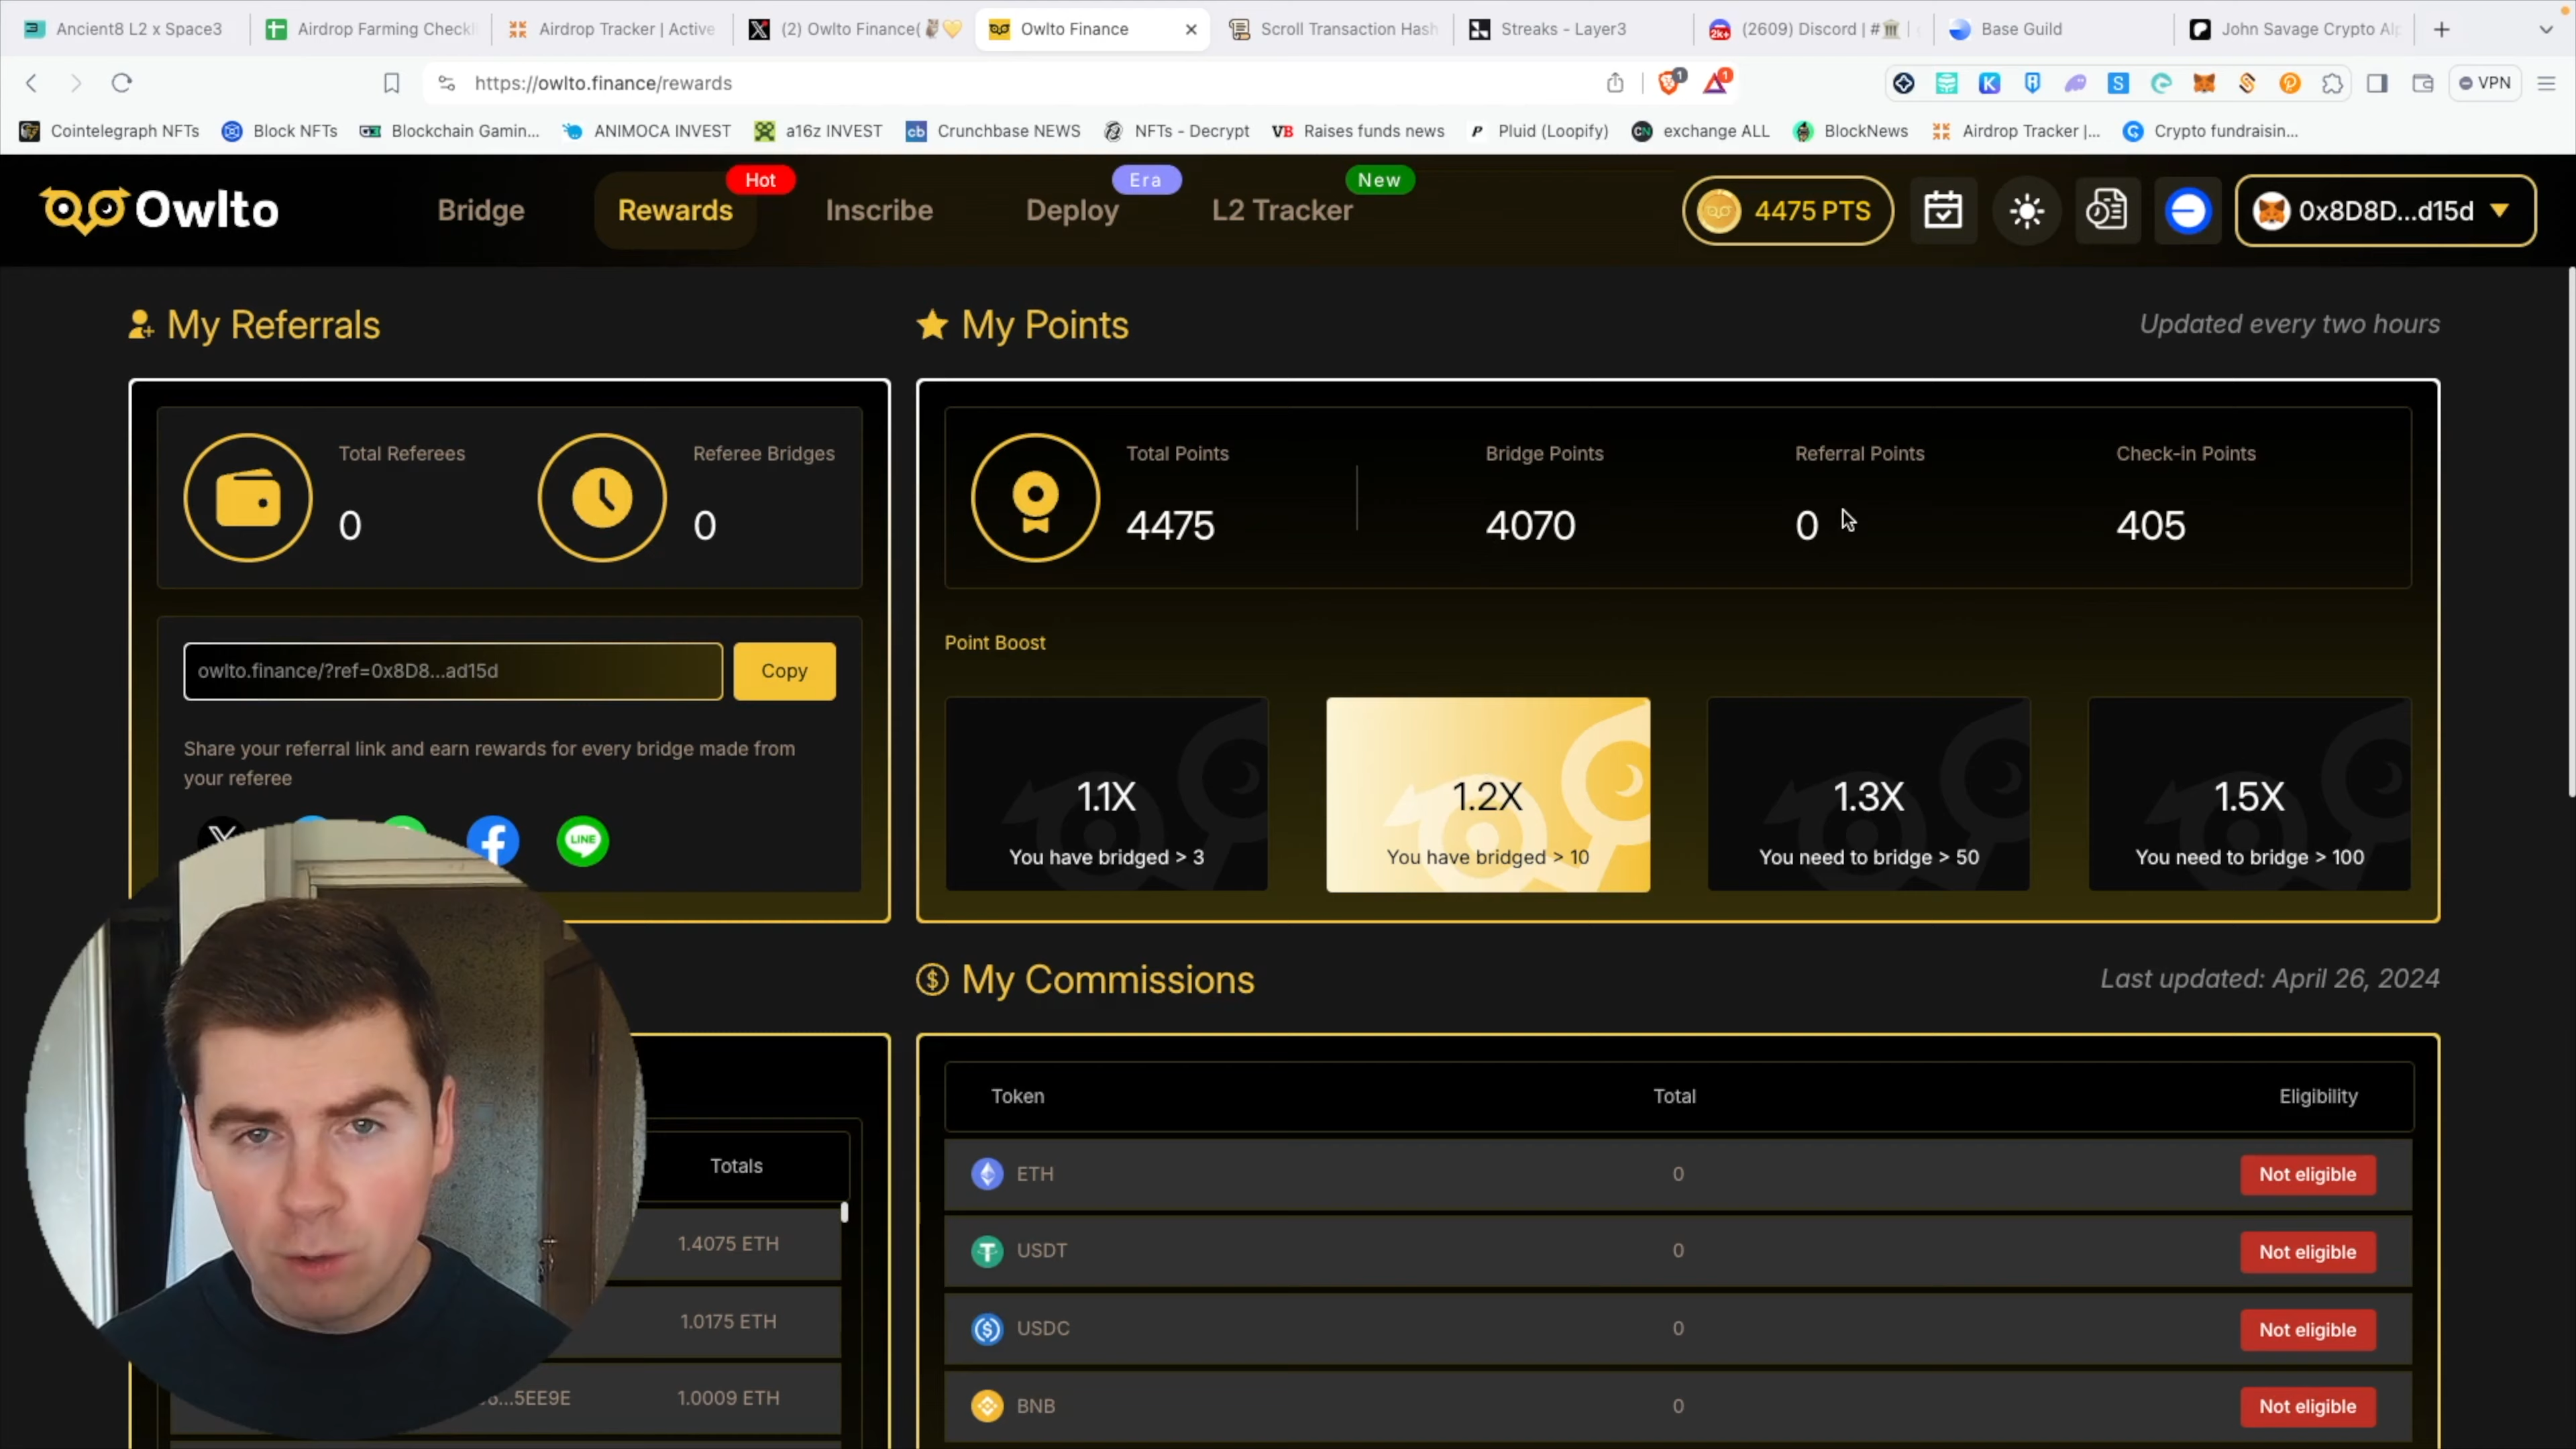 Ancient8 L2 x Space3
Airdrop Farming Checkli
Airdrop Tracker | Active
(2) Owlto Finance(🦉💛
Owlto Finance
Scroll Transaction Hash
Streaks - Layer3
(2609) Discord | #🏛️ |
Base Guild
John Savage Crypto Alp
https://owlto.finance/rewards
1
1
VPN
Cointelegraph NFTs
Block NFTs
Blockchain Gamin...
ANIMOCA INVEST
a16z INVEST
Crunchbase NEWS
NFTs - Decrypt
Raises funds news
Pluid (Loopify)
exchange ALL
BlockNews
Airdrop Tracker |...
Crypto fundraisin...
Owlto
Bridge
Rewards
Hot
Inscribe
Deploy
Era
L2 Tracker
New
4475 PTS
0x8D8D...d15d
My Referrals
Total Referees
0
Referee Bridges
0
owlto.finance/?ref=0x8D8...ad15d
Copy
Share your referral link and earn rewards for every bridge made from
your referee
LINE
My Points
Updated every two hours
Total Points
4475
Bridge Points
4070
Referral Points
0
Check-in Points
405
Point Boost
1.1X
You have bridged > 3
1.2X
You have bridged > 10
1.3X
You need to bridge > 50
1.5X
You need to bridge > 100
Totals
1.4075 ETH
1.0175 ETH
...5EE9E
1.0009 ETH
My Commissions
Last updated: April 26, 2024
Token
Total
Eligibility
ETH
0
Not eligible
USDT
0
Not eligible
USDC
0
Not eligible
BNB
0
Not eligible